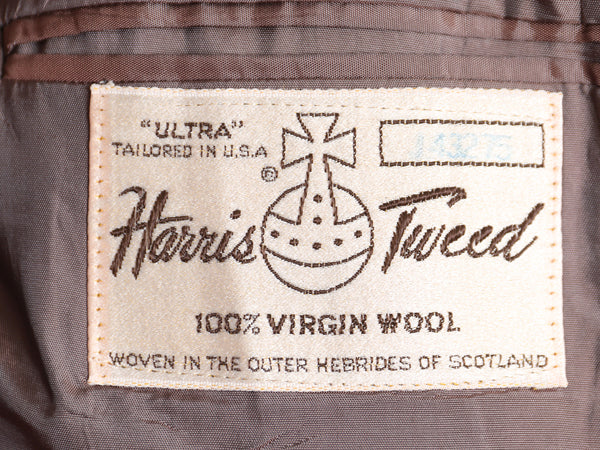 "ULTRA"
TAILORED IN U.S.A
®
Harris Tweed
100% VIRGIN WOOL
WOVEN IN THE OUTER HEBRIDES OF SCOTLAND